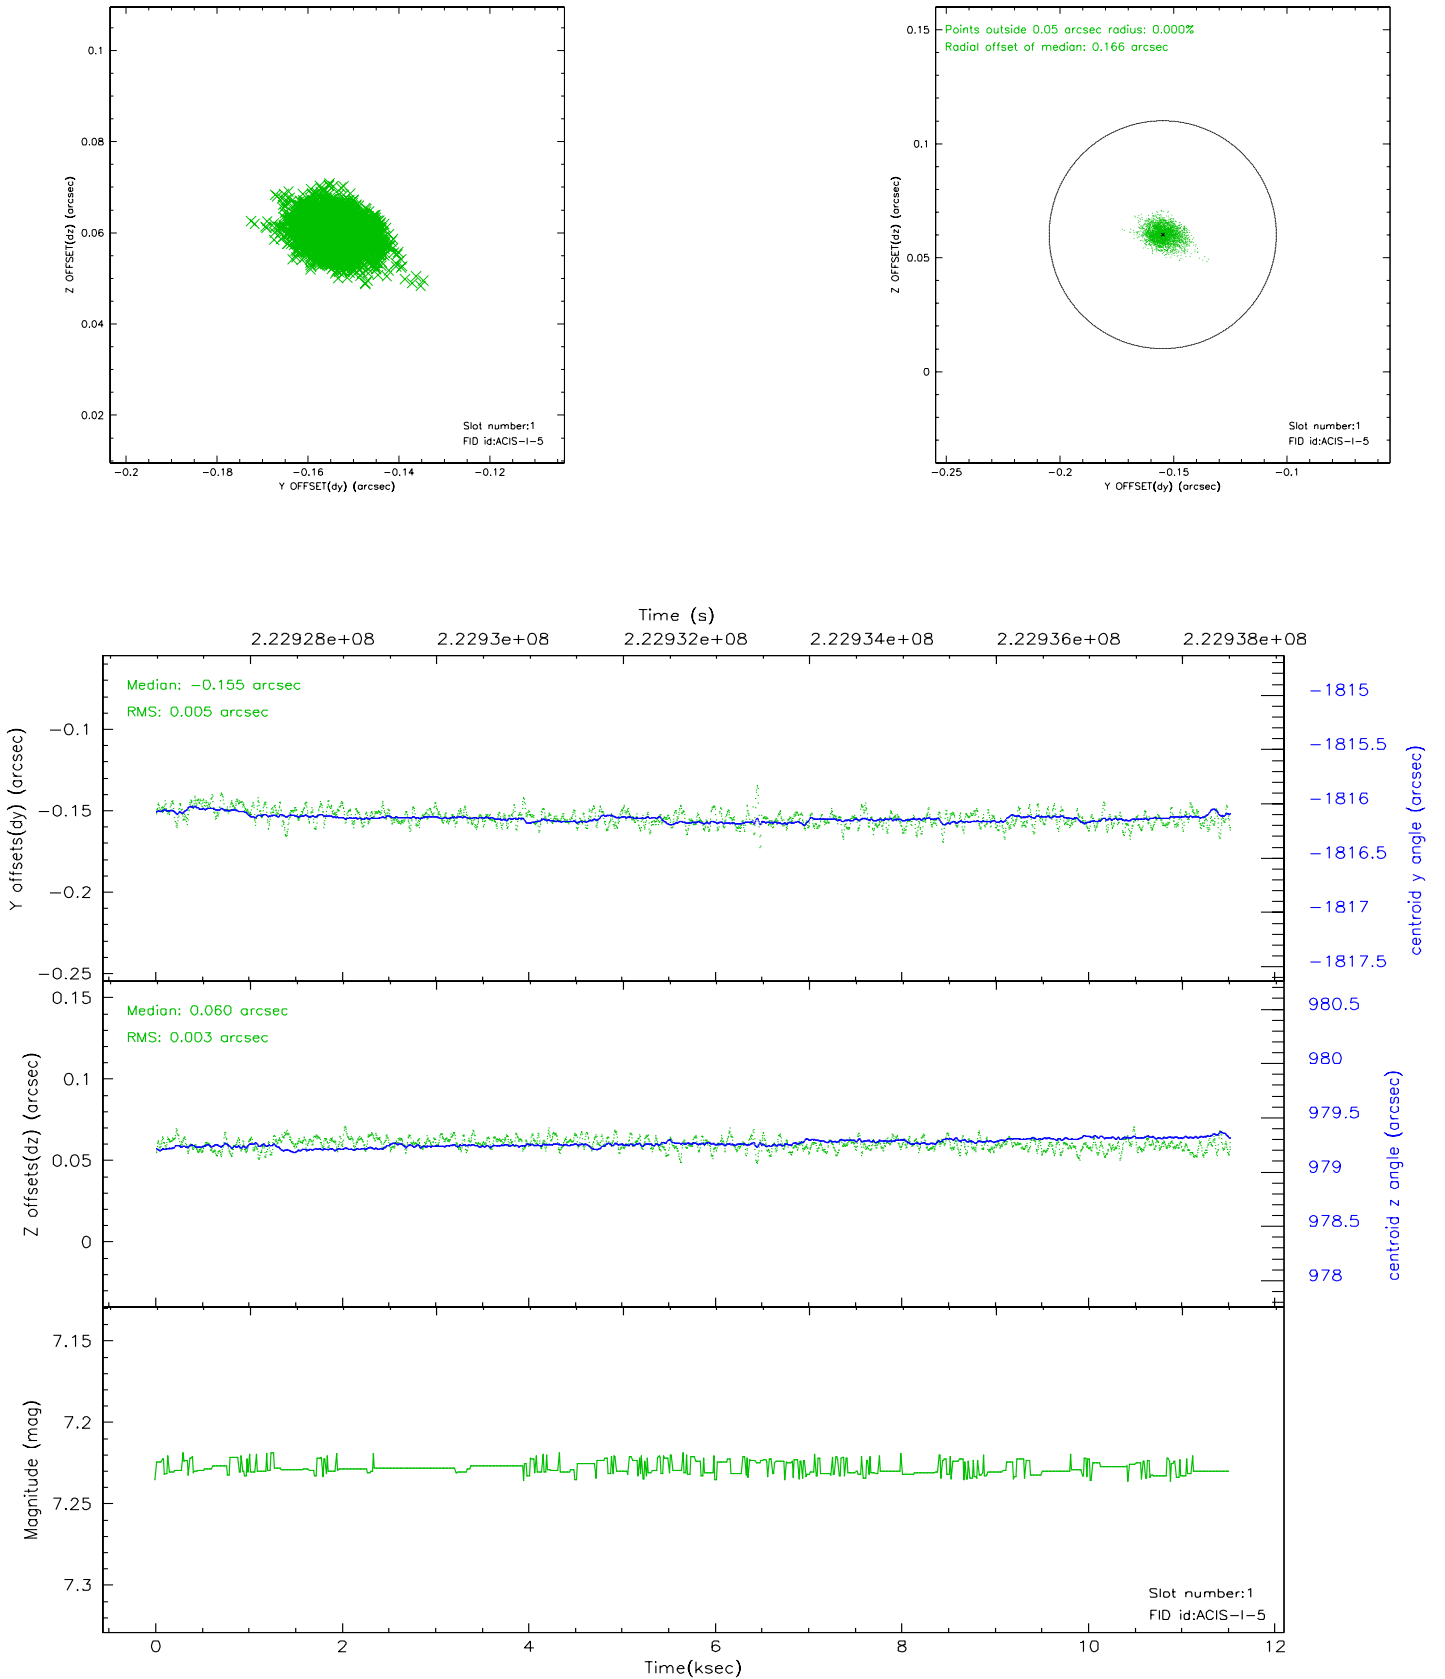 0.1
0.08
0.06
0.04
0.02
Z OFFSET(dz) (arcsec)
-0.2 -0.18 -0.16 -0.14 -0.12
Y OFFSET(dy) (arcsec)
Slot number:1
FID id:ACIS-I-5
Points outside 0.05 arcsec radius: 0.000%
Radial offset of median: 0.166 arcsec
0.15
0.1
0.05
0
Z OFFSET(dz) (arcsec)
-0.25 -0.2 -0.15 -0.1
Y OFFSET(dy) (arcsec)
Slot number:1
FID id:ACIS-I-5
Time (s)
2.22928e+08 2.2293e+08 2.22932e+08 2.22934e+08 2.22936e+08 2.22938e+08
Median: -0.155 arcsec
RMS: 0.005 arcsec
-0.1
-0.15
-0.2
-0.25
Y offsets(dy) (arcsec)
-1815
-1815.5
-1816
-1816.5
-1817
-1817.5
centroid y angle (arcsec)
Median: 0.060 arcsec
RMS: 0.003 arcsec
0.15
0.1
0.05
0
Z offsets(dz) (arcsec)
980.5
980
979.5
979
978.5
978
centroid z angle (arcsec)
7.15
7.2
7.25
7.3
Magnitude (mag)
Slot number:1
FID id:ACIS-I-5
0 2 4 6 8 10 12
Time(ksec)